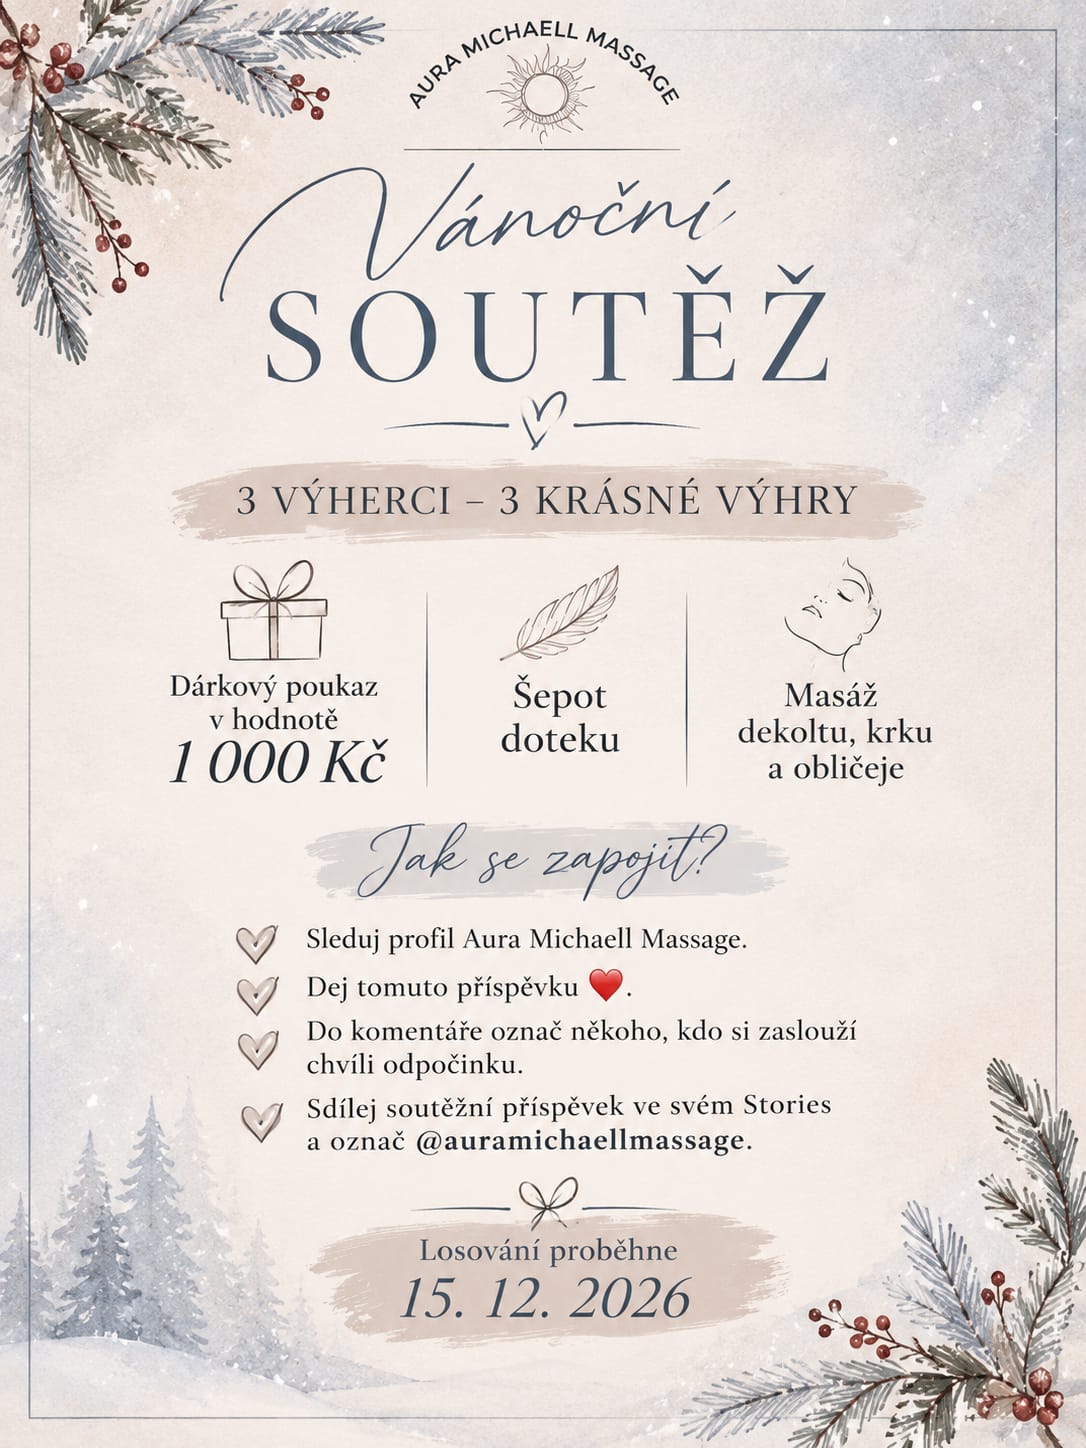 AURA MICHAELL MASSAGE
Vánoční
SOUTĚŽ
3 VÝHERCI – 3 KRÁSNÉ VÝHRY
Dárkový poukaz
v hodnotě
1 000 Kč
Šepot
doteku
Masáž
dekoltu, krku
a obličeje
Jak se zapojit?
Sleduj profil Aura Michaell Massage.
Dej tomuto příspěvku ♥️.
Do komentáře označ někoho, kdo si zaslouží
chvíli odpočinku.
Sdílej soutěžní příspěvek ve svém Stories
a označ @auramichaellmassage.
Losování proběhne
15. 12. 2026